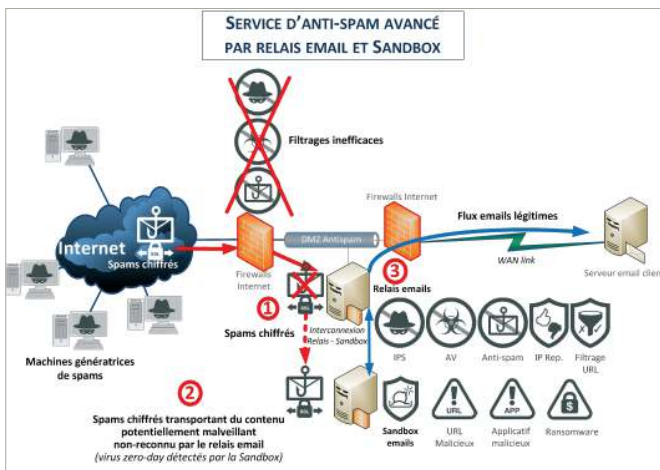 SERVICE D'ANTI-SPAM AVANCÉ
PAR RELAIS EMAIL ET SANDBOX
Filtrages inefficaces
Firewalls Internet
Flux emails légitimes
Internet
Spams chiffrés
DMZ Antispam
WAN link
Serveur email client
Firewalls
Internet
1
3
Relais emails
Spams chiffrés
Interconnexion
Relais - Sandbox
IPS
AV
Anti-spam
IP Rep.
Filtrage
URL
Machines génératrices
de spams
2
Spams chiffrés transportant du contenu
potentiellement malveillant
non-reconnu par le relais email
(virus zero-day détectés par la Sandbox)
Sandbox
emails
URL
URL
Malicieux
APP
Applicatif
malicieux
Ransomware